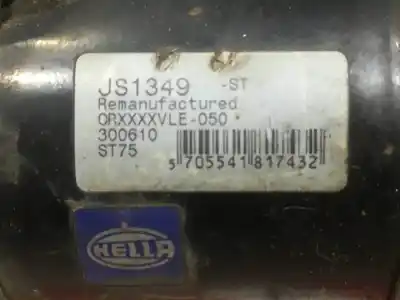 JS1349 -ST
Remanufactured
ORXXXXVLE-050 *
300610
ST75
5 705541 817432
HELLA